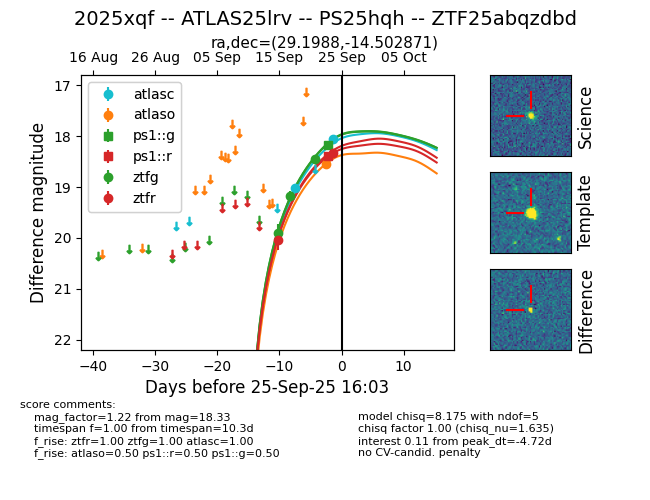 2025xqf -- ATLAS25lrv -- PS25hqh -- ZTF25abqzdbd
ra,dec=(29.1988,-14.502871)
16 Aug 26 Aug 05 Sep 15 Sep 25 Sep 05 Oct
atlasc
atlaso
ps1::g
ps1::r
ztfg
ztfr
17
18
19
20
21
22
Difference magnitude
−40 −30 −20 −10 0 10
Days before 25-Sep-25 16:03
Science
Template
Difference
score comments:
mag_factor=1.22 from mag=18.33
timespan f=1.00 from timespan=10.3d
f_rise: ztfr=1.00 ztfg=1.00 atlasc=1.00
f_rise: atlaso=0.50 ps1::r=0.50 ps1::g=0.50
model chisq=8.175 with ndof=5
chisq factor 1.00 (chisq_nu=1.635)
interest 0.11 from peak_dt=-4.72d
no CV-candid. penalty